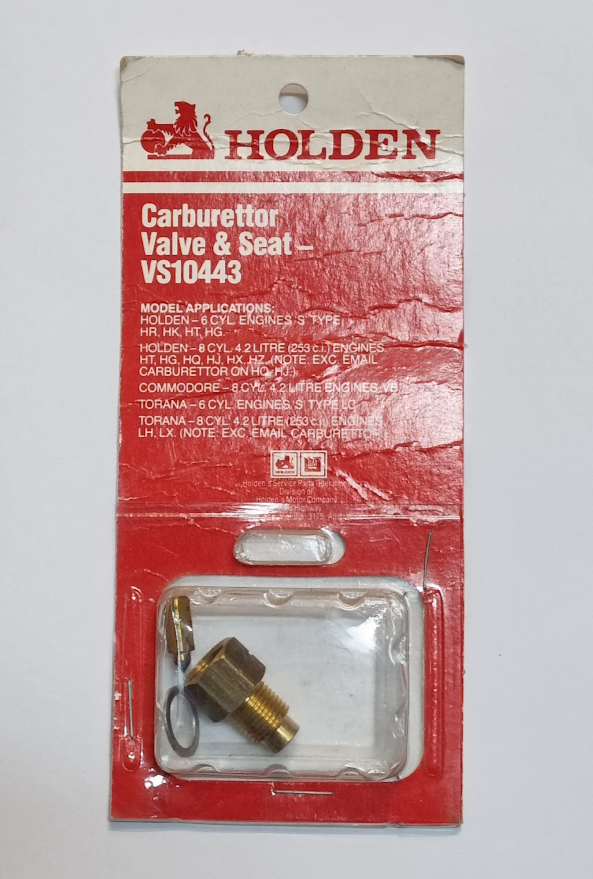 HOLDEN
Carburettor
Valve & Seat –
VS10443
MODEL APPLICATIONS:
HOLDEN – 6 CYL. ENGINES 'S' TYPE
HR, HK, HT, HG.
HOLDEN – 8 CYL. 4.2 LITRE (253 c.i.) ENGINES
HT, HG, HQ, HJ, HX, HZ. (NOTE: EXC. EMAIL
CARBURETTOR ON HQ, HJ.)
COMMODORE – 8 CYL. 4.2 LITRE ENGINES VB
TORANA – 6 CYL. ENGINES 'S' TYPE LC
TORANA – 8 CYL. 4.2 LITRE (253 c.i.) ENGINES
LH, LX. (NOTE: EXC. EMAIL CARBURETTOR)
HOLDEN
Holden's Service Parts Operations
Division of
Holden's Motor Company
Highway
3175